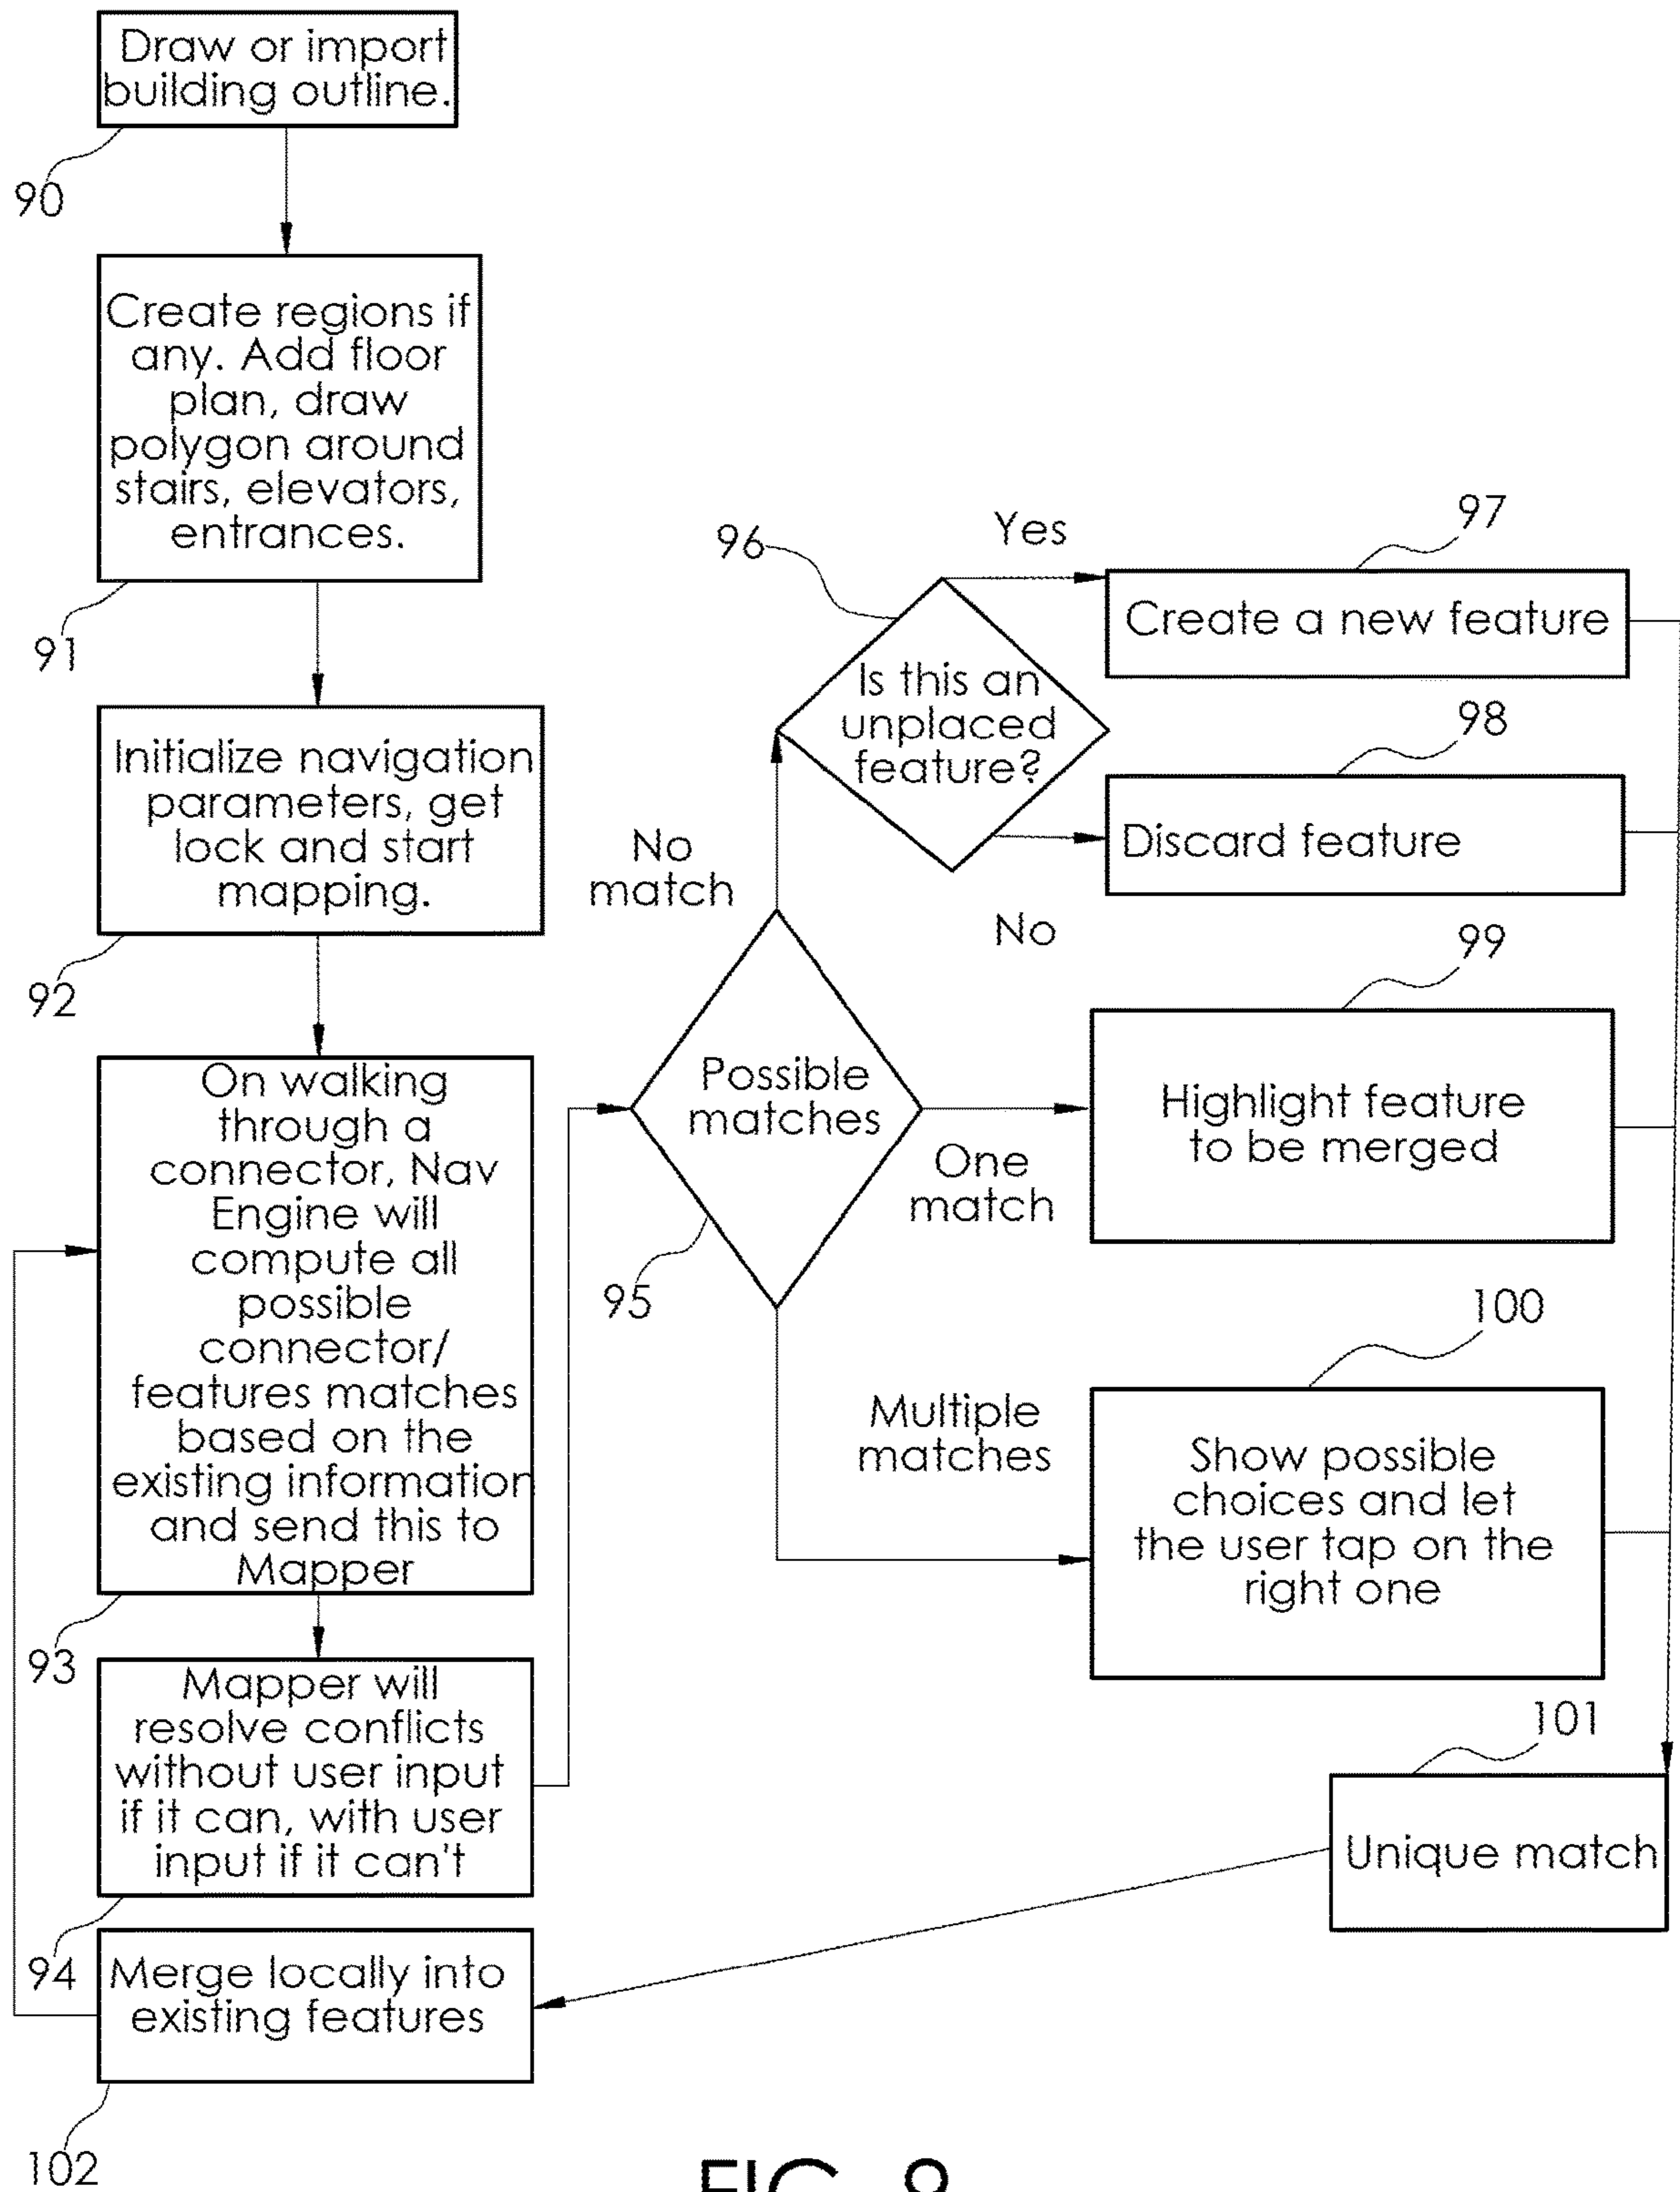 Draw or import
building outline.
90
Create regions if
any. Add floor
plan, draw
polygon around
stairs, elevators,
entrances.
91
Initialize navigation
parameters, get
lock and start
mapping.
92
On walking
through a
connector, Nav
Engine will
compute all
possible
connector/
features matches
based on the
existing information
and send this to
Mapper
93
Mapper will
resolve conflicts
without user input
if it can, with user
input if it can't
94
Merge locally into
existing features
102
Possible
matches
95
No
match
One
match
Multiple
matches
96
Is this an
unplaced
feature?
Yes
No
97
Create a new feature
98
Discard feature
99
Highlight feature
to be merged
100
Show possible
choices and let
the user tap on the
right one
101
Unique match